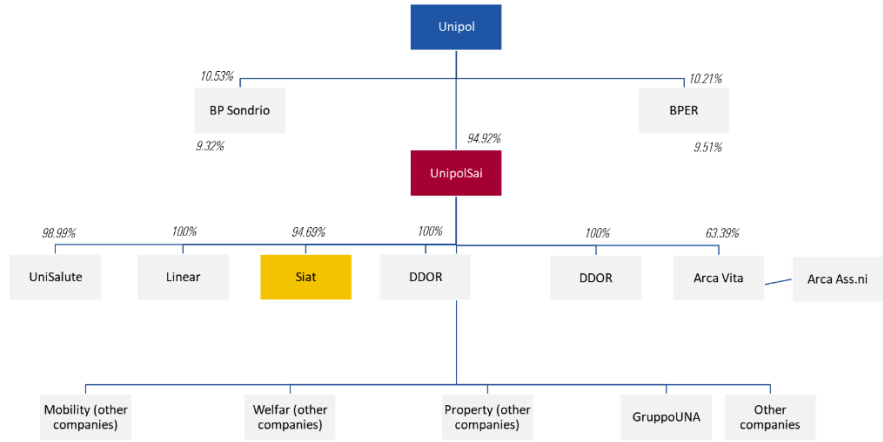 Unipol
10.53%
10.21%
BP Sondrio
BPER
9.32%
94.92%
9.51%
UnipolSai
98.99%
100%
94.69%
100%
100%
63.39%
UniSalute
Linear
Siat
DDOR
DDOR
Arca Vita
Arca Ass.ni
Mobility (other
companies)
Welfar (other
companies)
Property (other
companies)
GruppoUNA
Other
companies